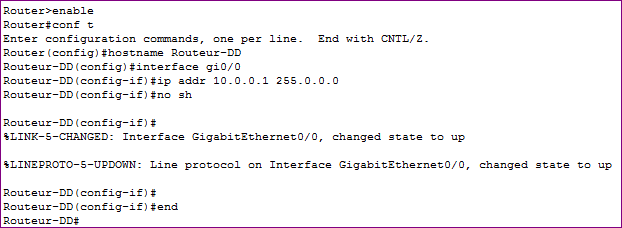 Router>enable
Router#conf t
Enter configuration commands, one per line.  End with CNTL/Z.
Router(config)#hostname Routeur-DD
Routeur-DD(config)#interface gi0/0
Routeur-DD(config-if)#ip addr 10.0.0.1 255.0.0.0
Routeur-DD(config-if)#no sh
Routeur-DD(config-if)#
%LINK-5-CHANGED: Interface GigabitEthernet0/0, changed state to up
%LINEPROTO-5-UPDOWN: Line protocol on Interface GigabitEthernet0/0, changed state to up
Routeur-DD(config-if)#
Routeur-DD(config-if)#end
Routeur-DD#